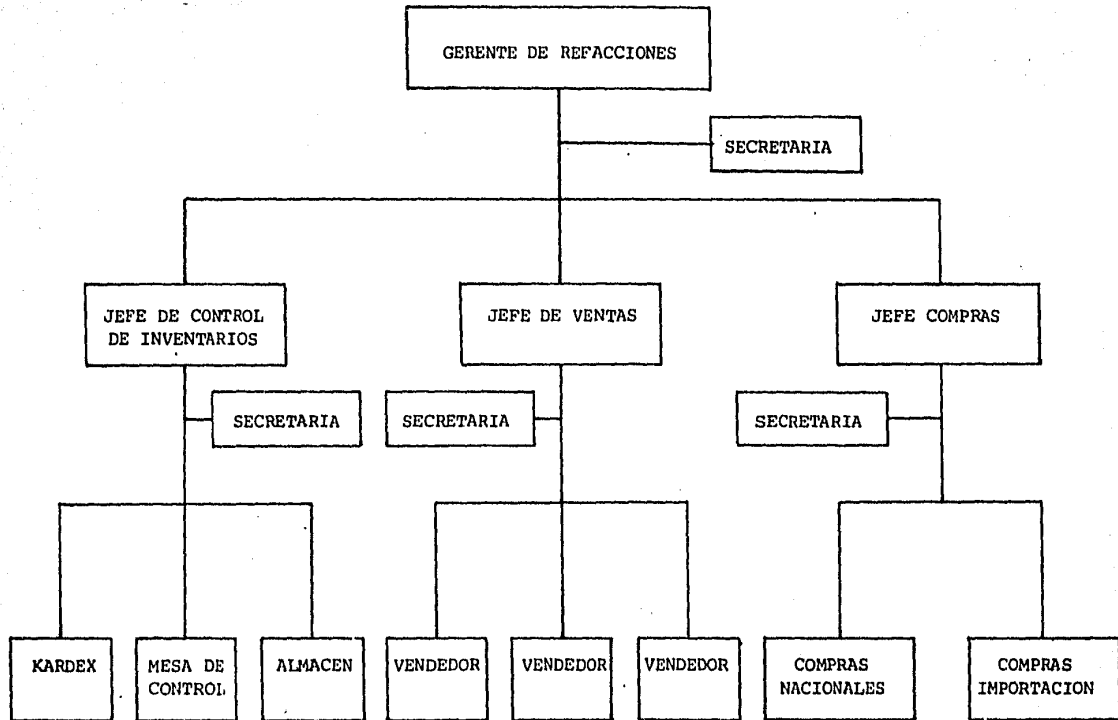 GERENTE DE REFACCIONES
SECRETARIA
JEFE DE CONTROL
DE INVENTARIOS
JEFE DE VENTAS
JEFE COMPRAS
SECRETARIA
SECRETARIA
SECRETARIA
KARDEX
MESA DE
CONTROL
ALMACEN
VENDEDOR
VENDEDOR
VENDEDOR
COMPRAS
NACIONALES
COMPRAS
IMPORTACION